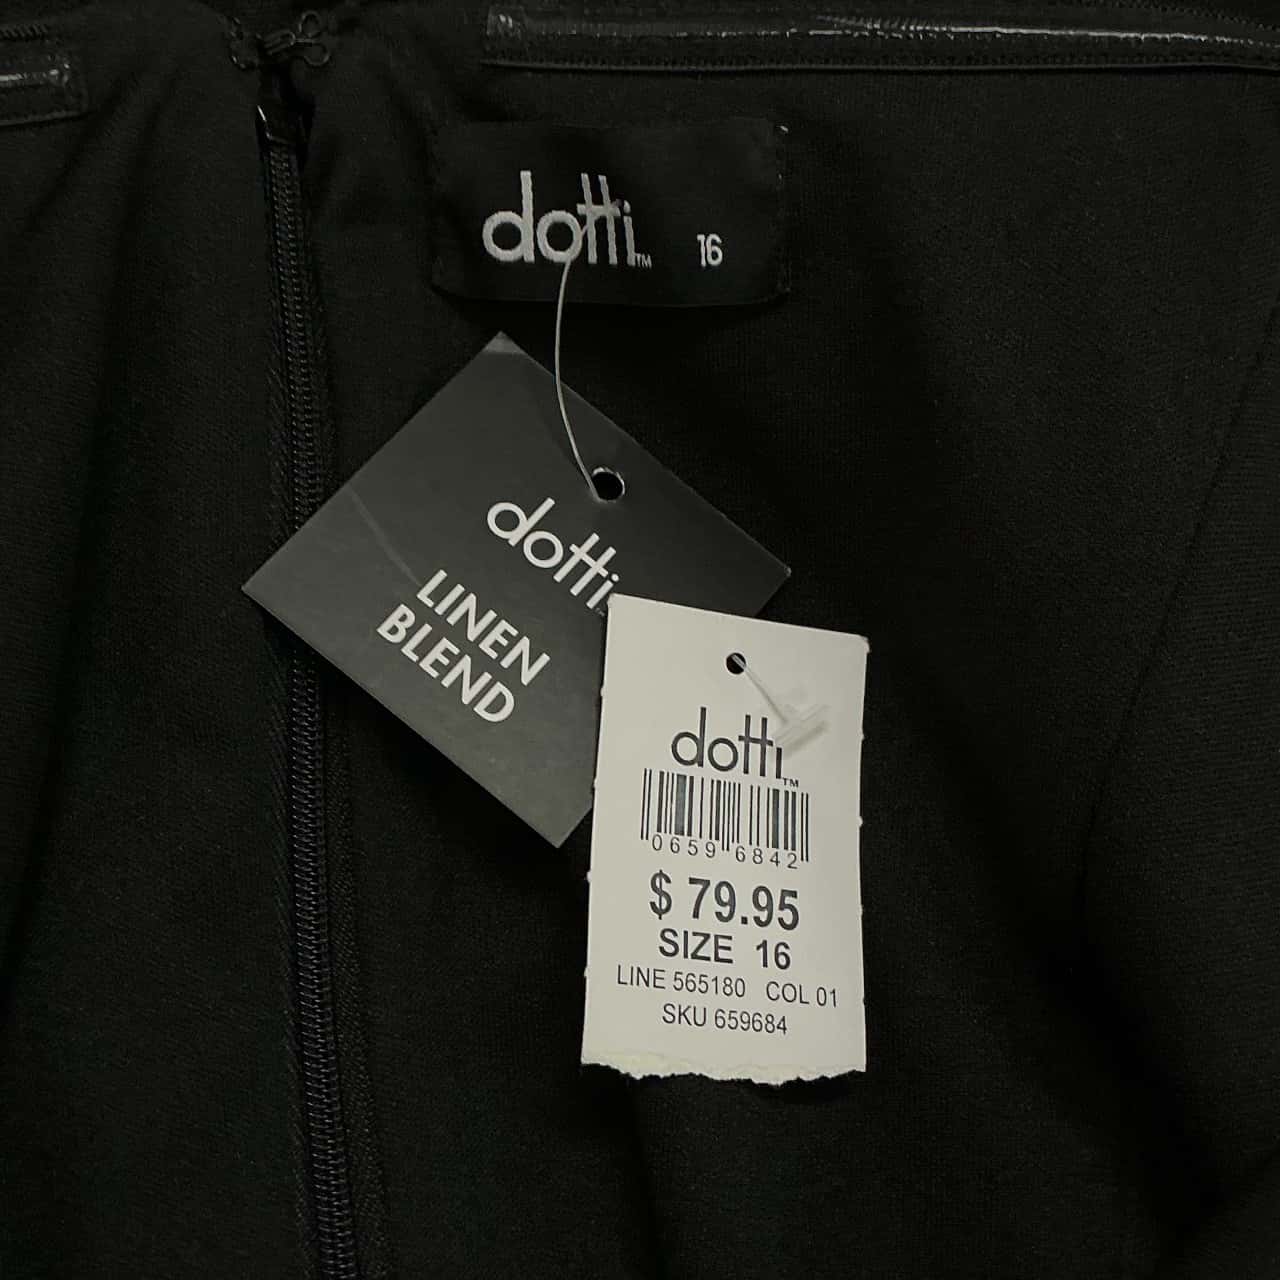 dotti™ 16
dotti
LINEN
BLEND
dotti™
0659 6842
$ 79.95
SIZE 16
LINE 565180 COL 01
SKU 659684